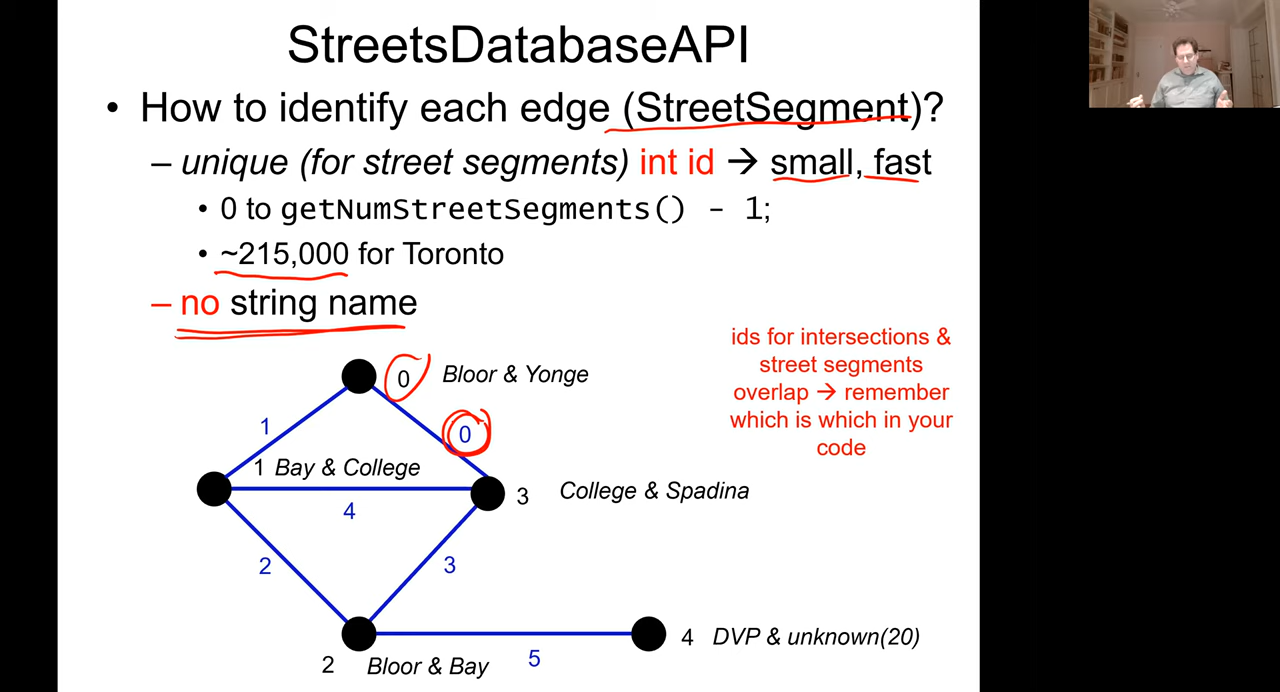 StreetsDatabaseAPI
• How to identify each edge (StreetSegment)?
– unique (for street segments) int id → small, fast
• 0 to getNumStreetSegments() - 1;
• ~215,000 for Toronto
– no string name
ids for intersections &
street segments
overlap → remember
which is which in your
code
0 Bloor & Yonge
1
0
1 Bay & College
3 College & Spadina
4
2
3
4 DVP & unknown(20)
2 Bloor & Bay
5